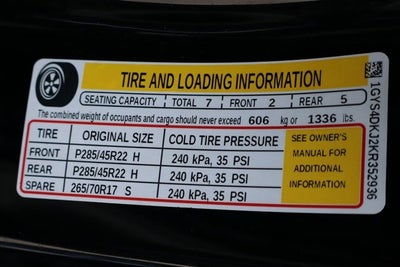 TIRE AND LOADING INFORMATION
SEATING CAPACITY TOTAL 7 FRONT 2 REAR 5
The combined weight of occupants and cargo should never exceed 606 kg or 1336 lbs.
TIRE ORIGINAL SIZE COLD TIRE PRESSURE
FRONT P285/45R22 H 240 kPa, 35 PSI
REAR P285/45R22 H 240 kPa, 35 PSI
SPARE 265/70R17 S 240 kPa, 35 PSI
SEE OWNER'S
MANUAL FOR
ADDITIONAL
INFORMATION
1GYS4DKJ2KR352936